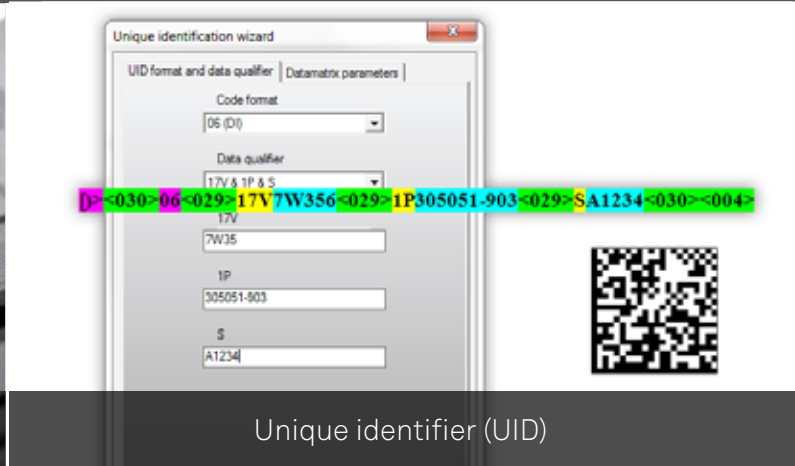 Unique identification wizard
UID format and data qualifier
Datamatrix parameters
Code format
06 (DI)
Data qualifier
17V & 1P & S
[)><030>06<029>17V7W356<029>1P305051-903<029>SA1234<030><004>
17V
7W35
1P
305051-903
S
A1234
Unique identifier (UID)